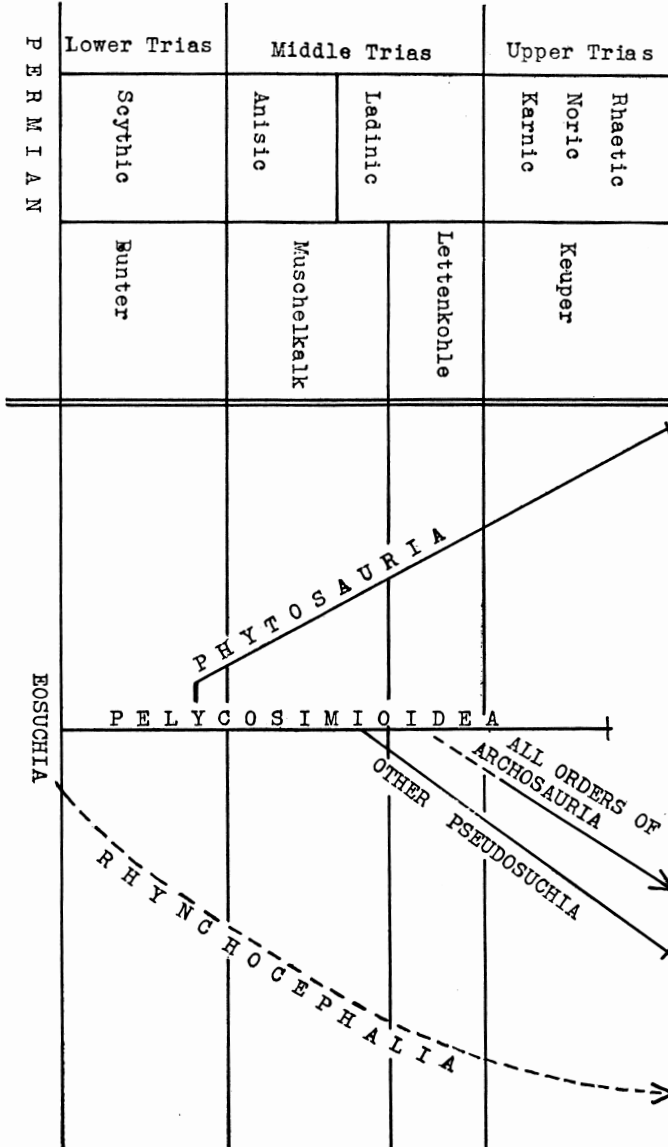 PERMIAN
Lower Trias
Middle Trias
Upper Trias
Scythic
Anisic
Ladinic
Karnic
Noric
Rhaetic
Bunter
Muschelkalk
Lettenkohle
Keuper
PHYTOSAURIA
PELYCOSIMIOIDEA
EOSUCHIA
ALL ORDERS OF
ARCHOSAURIA
OTHER PSEUDOSUCHIA
RHYNCHOCEPHALIA